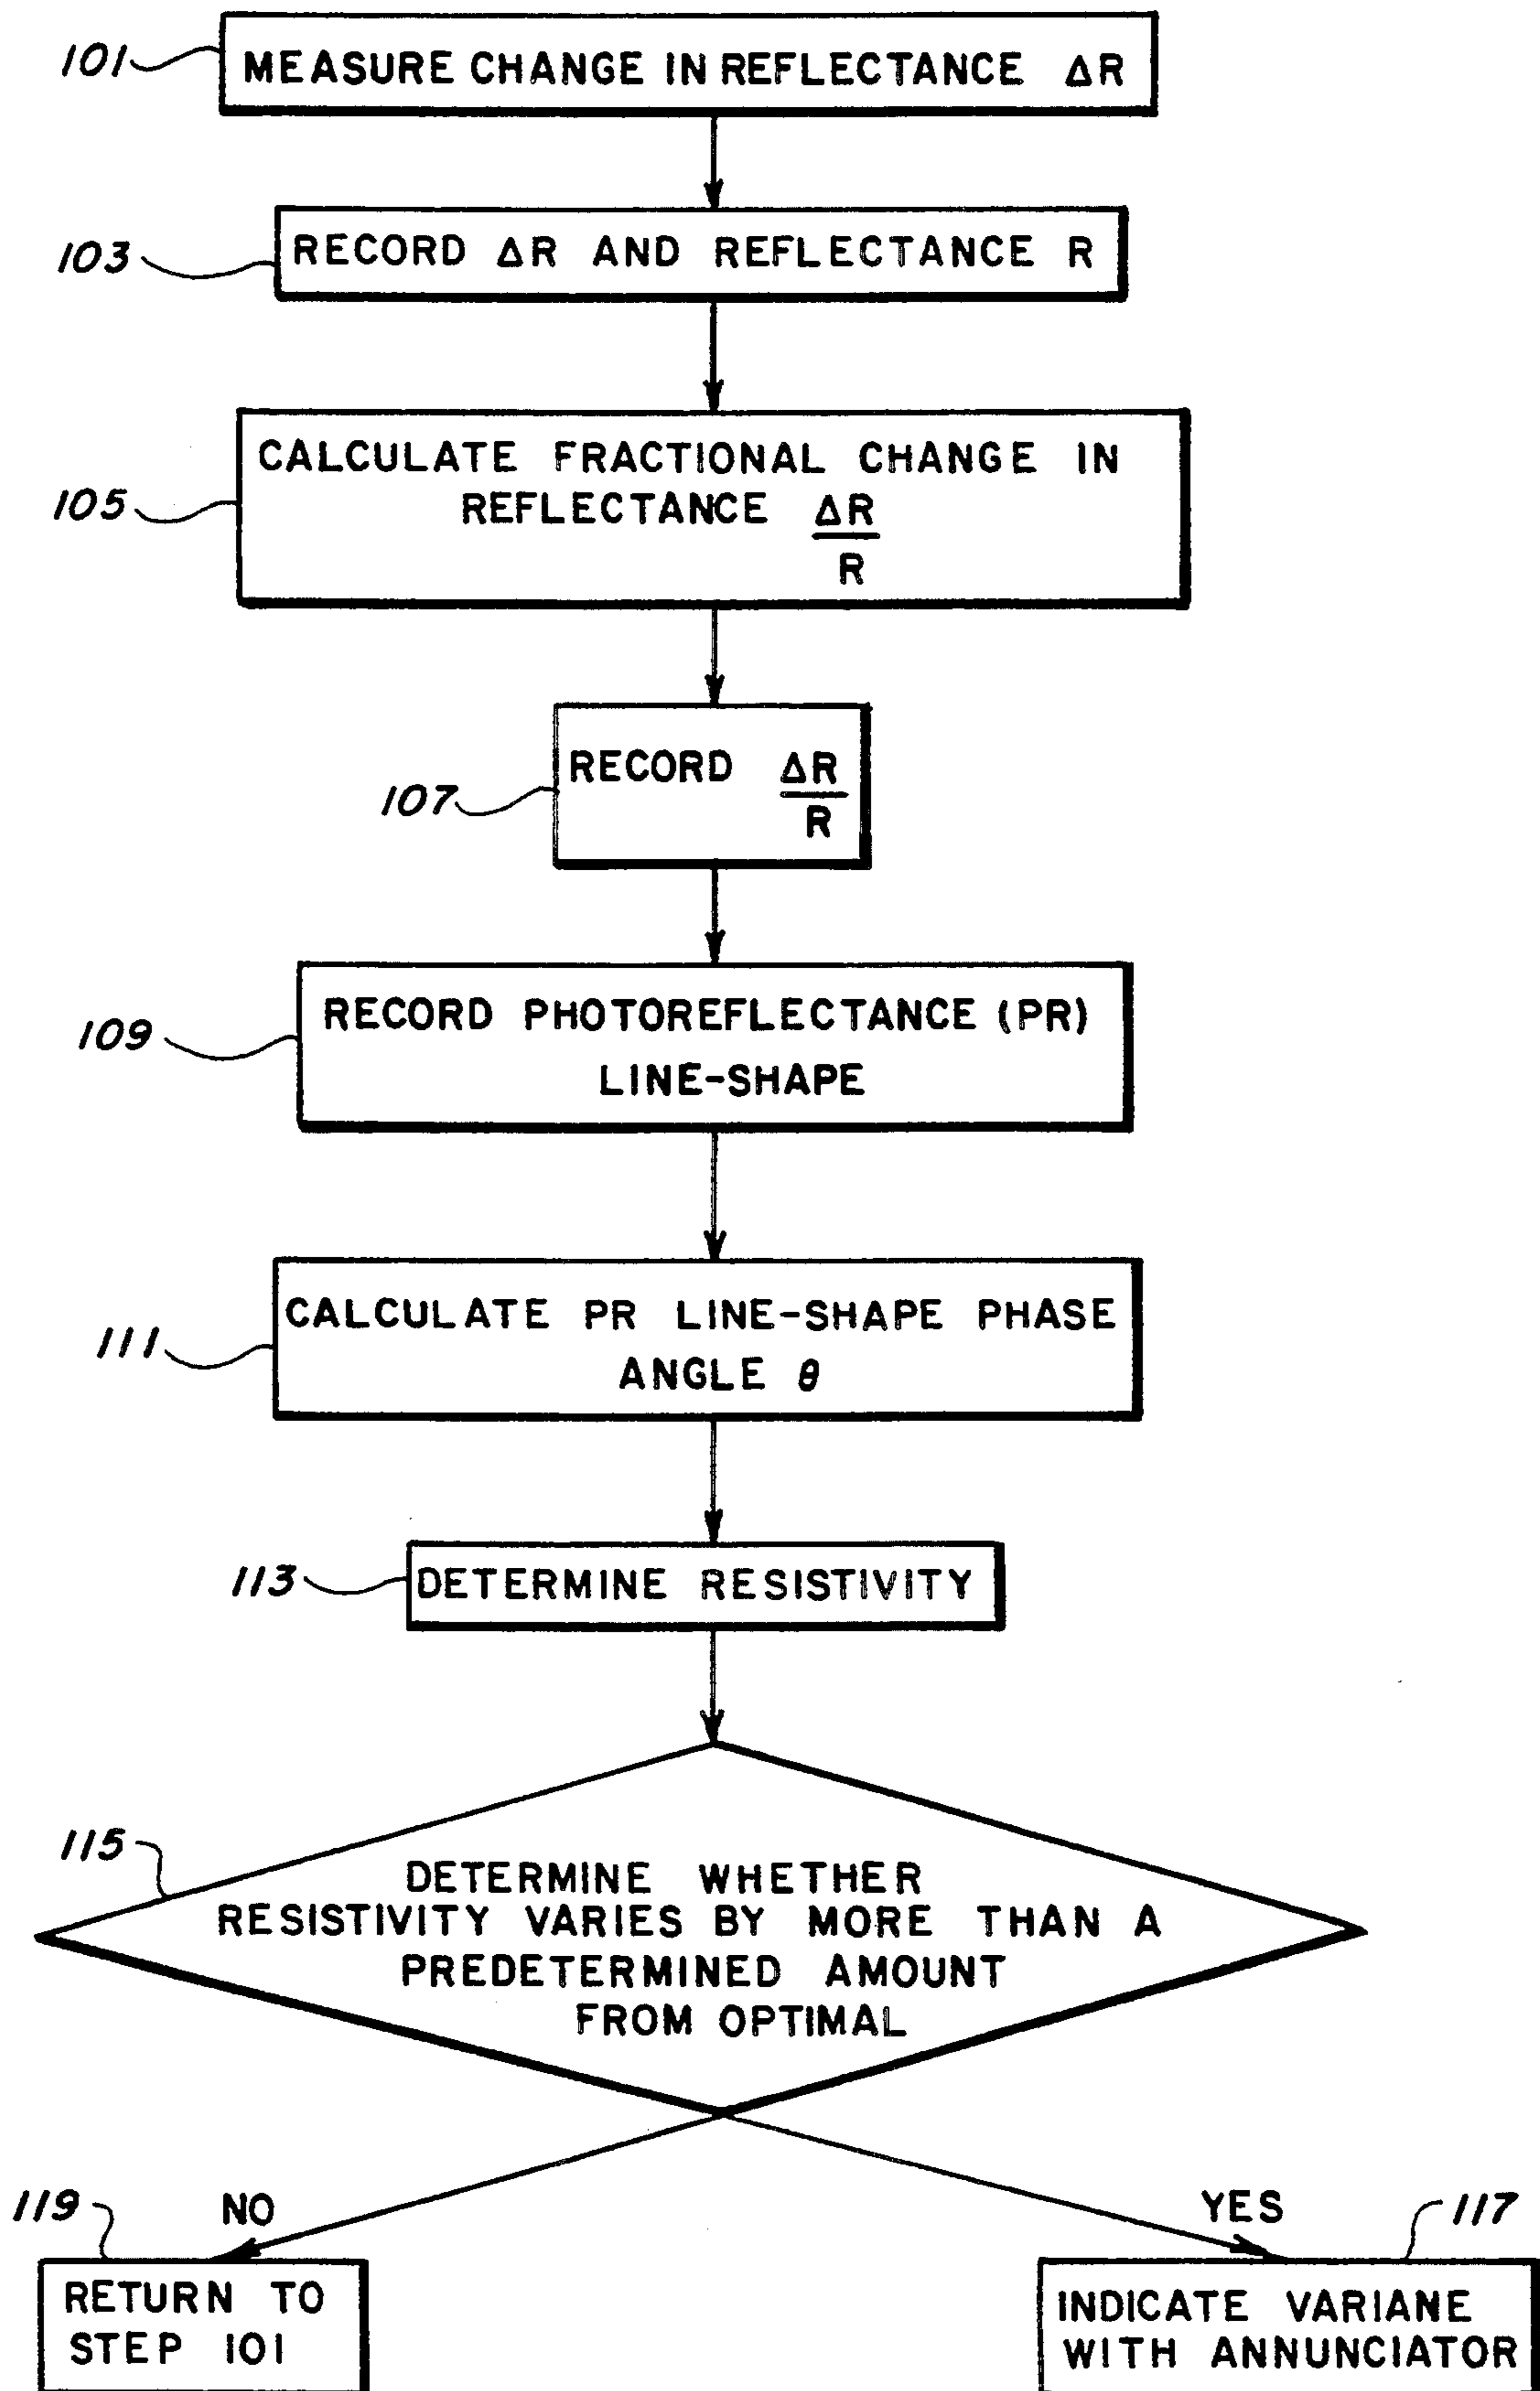 101
MEASURE CHANGE IN REFLECTANCE ΔR
103
RECORD ΔR AND REFLECTANCE R
105
CALCULATE FRACTIONAL CHANGE IN
REFLECTANCE ΔR
R
107
RECORD ΔR
R
109
RECORD PHOTOREFLECTANCE (PR)
LINE-SHAPE
111
CALCULATE PR LINE-SHAPE PHASE
ANGLE θ
113
DETERMINE RESISTIVITY
115
DETERMINE WHETHER
RESISTIVITY VARIES BY MORE THAN A
PREDETERMINED AMOUNT
FROM OPTIMAL
119
NO
YES
117
RETURN TO
STEP 101
INDICATE VARIANE
WITH ANNUNCIATOR